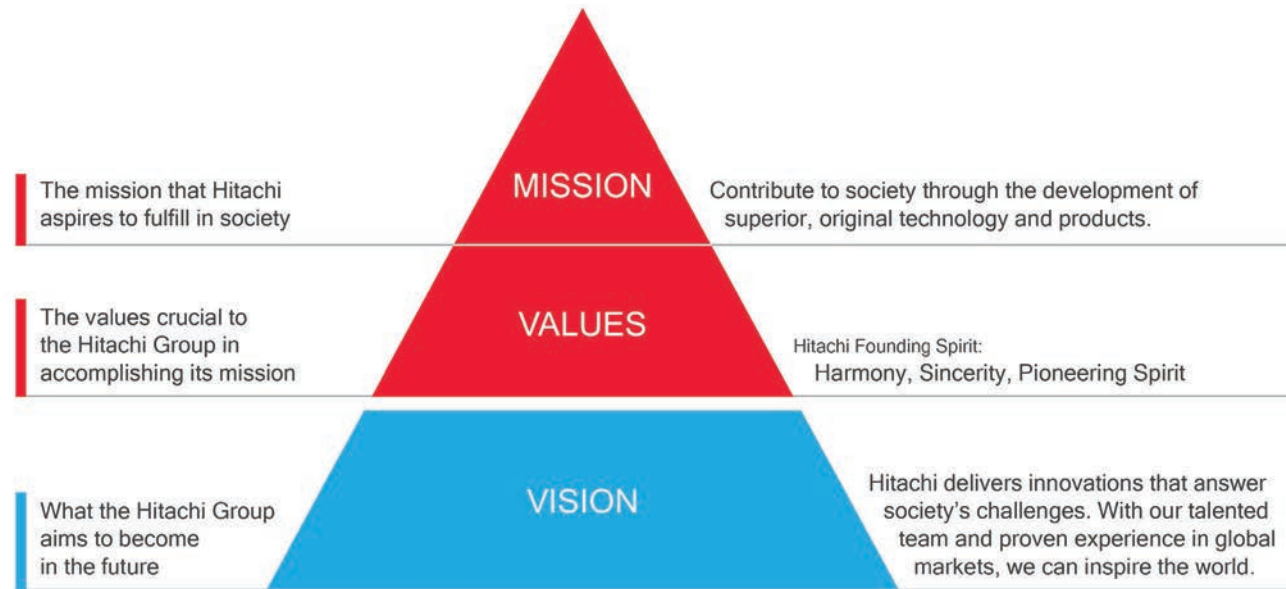 The mission that Hitachi
aspires to fulfill in society
MISSION
Contribute to society through the development of
superior, original technology and products.
The values crucial to
the Hitachi Group in
accomplishing its mission
VALUES
Hitachi Founding Spirit:
Harmony, Sincerity, Pioneering Spirit
What the Hitachi Group
aims to become
in the future
VISION
Hitachi delivers innovations that answer
society's challenges. With our talented
team and proven experience in global
markets, we can inspire the world.